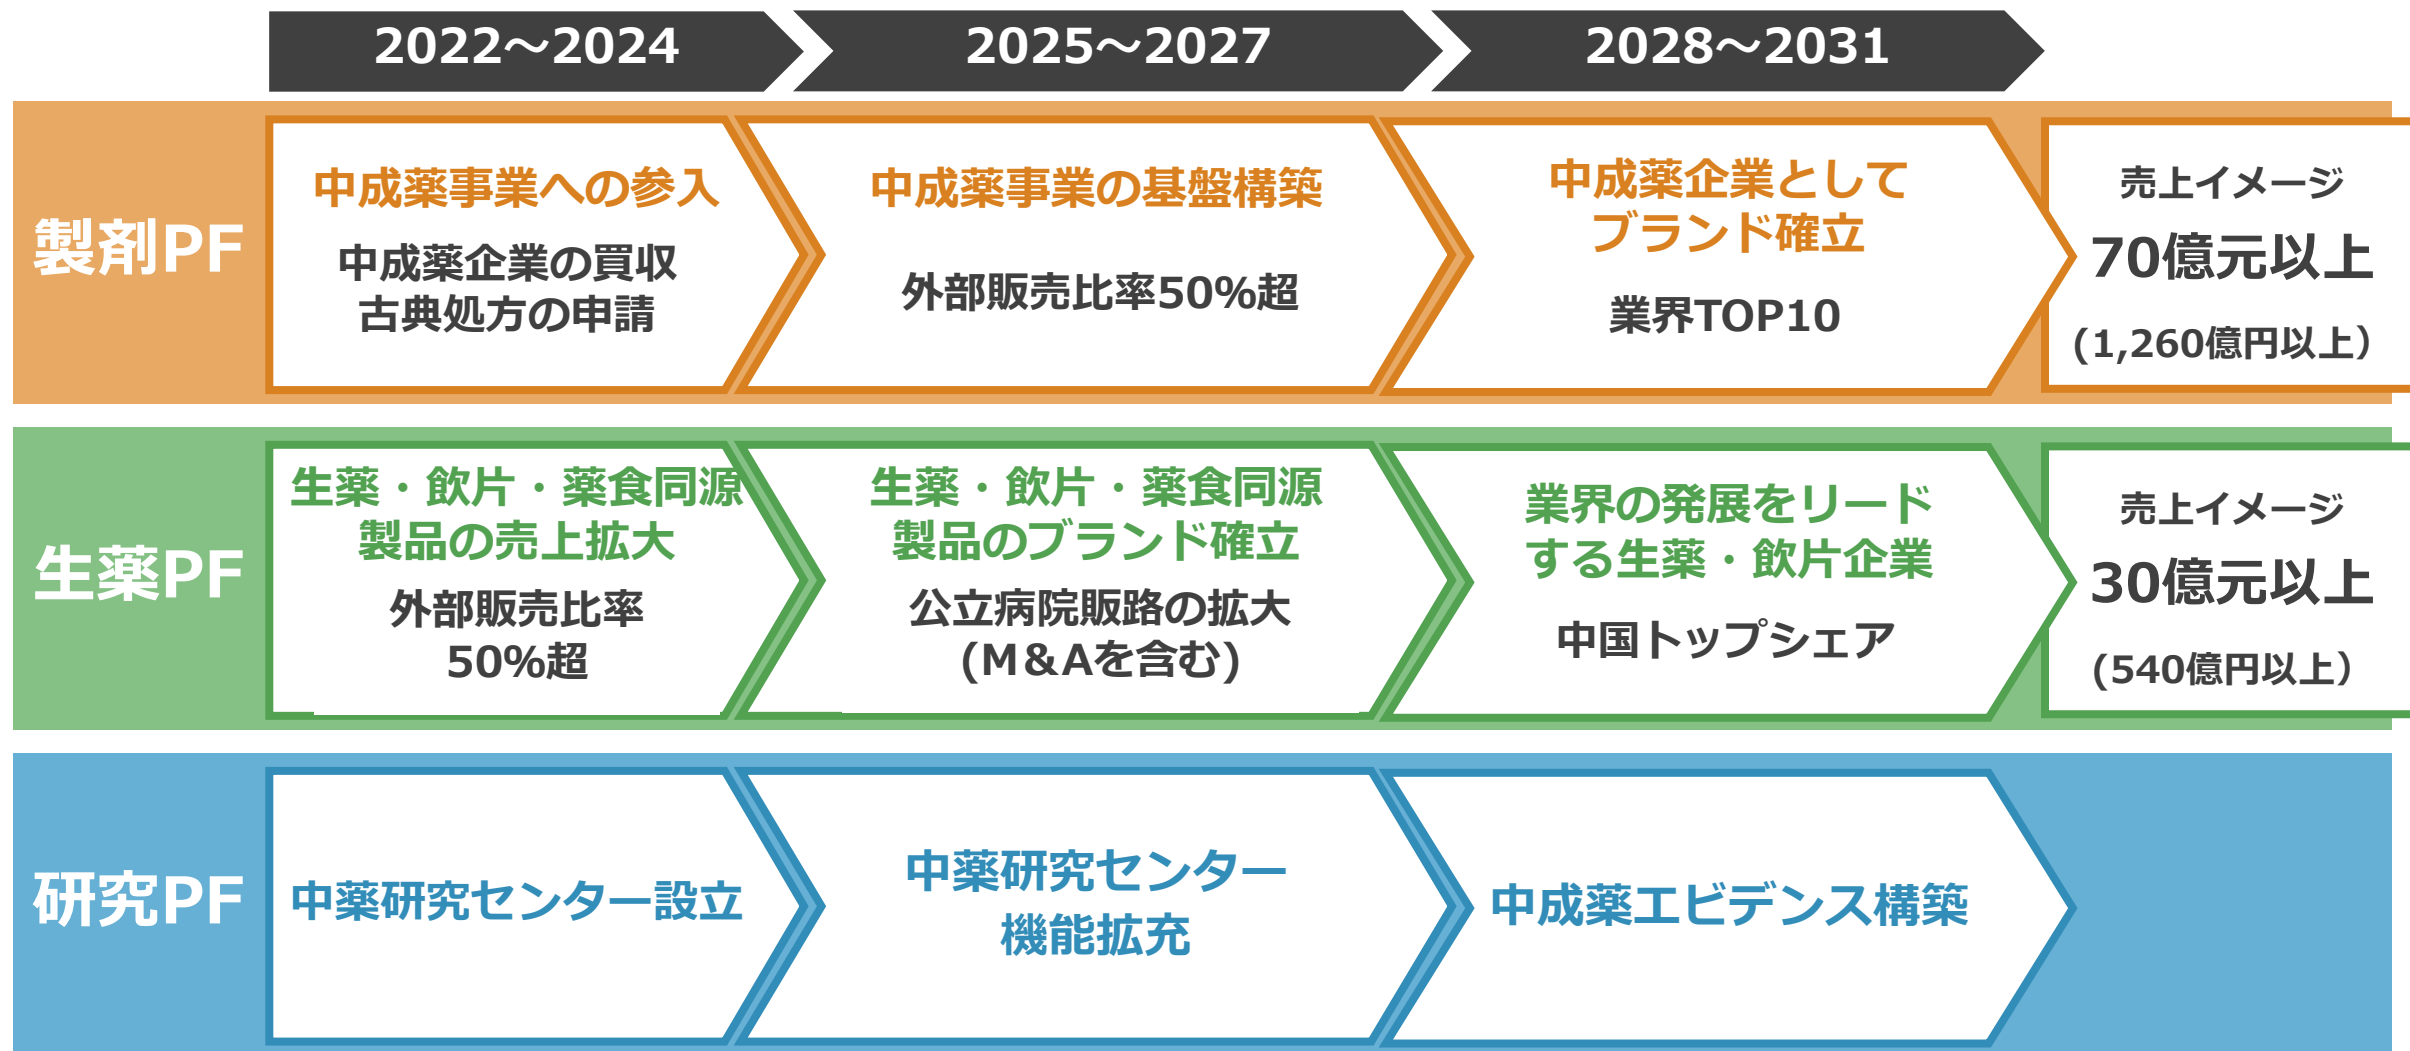 2022～2024
2025～2027
2028～2031
製剤PF
中成薬事業への参入
中成薬企業の買収
古典処方の申請
中成薬事業の基盤構築
外部販売比率50%超
中成薬企業として
ブランド確立
業界TOP10
売上イメージ
70億元以上
(1,260億円以上）
生薬PF
生薬・飲片・薬食同源
製品の売上拡大
外部販売比率
50%超
生薬・飲片・薬食同源
製品のブランド確立
公立病院販路の拡大
(M＆Aを含む)
業界の発展をリード
する生薬・飲片企業
中国トップシェア
売上イメージ
30億元以上
(540億円以上）
研究PF
中薬研究センター設立
中薬研究センター
機能拡充
中成薬エビデンス構築